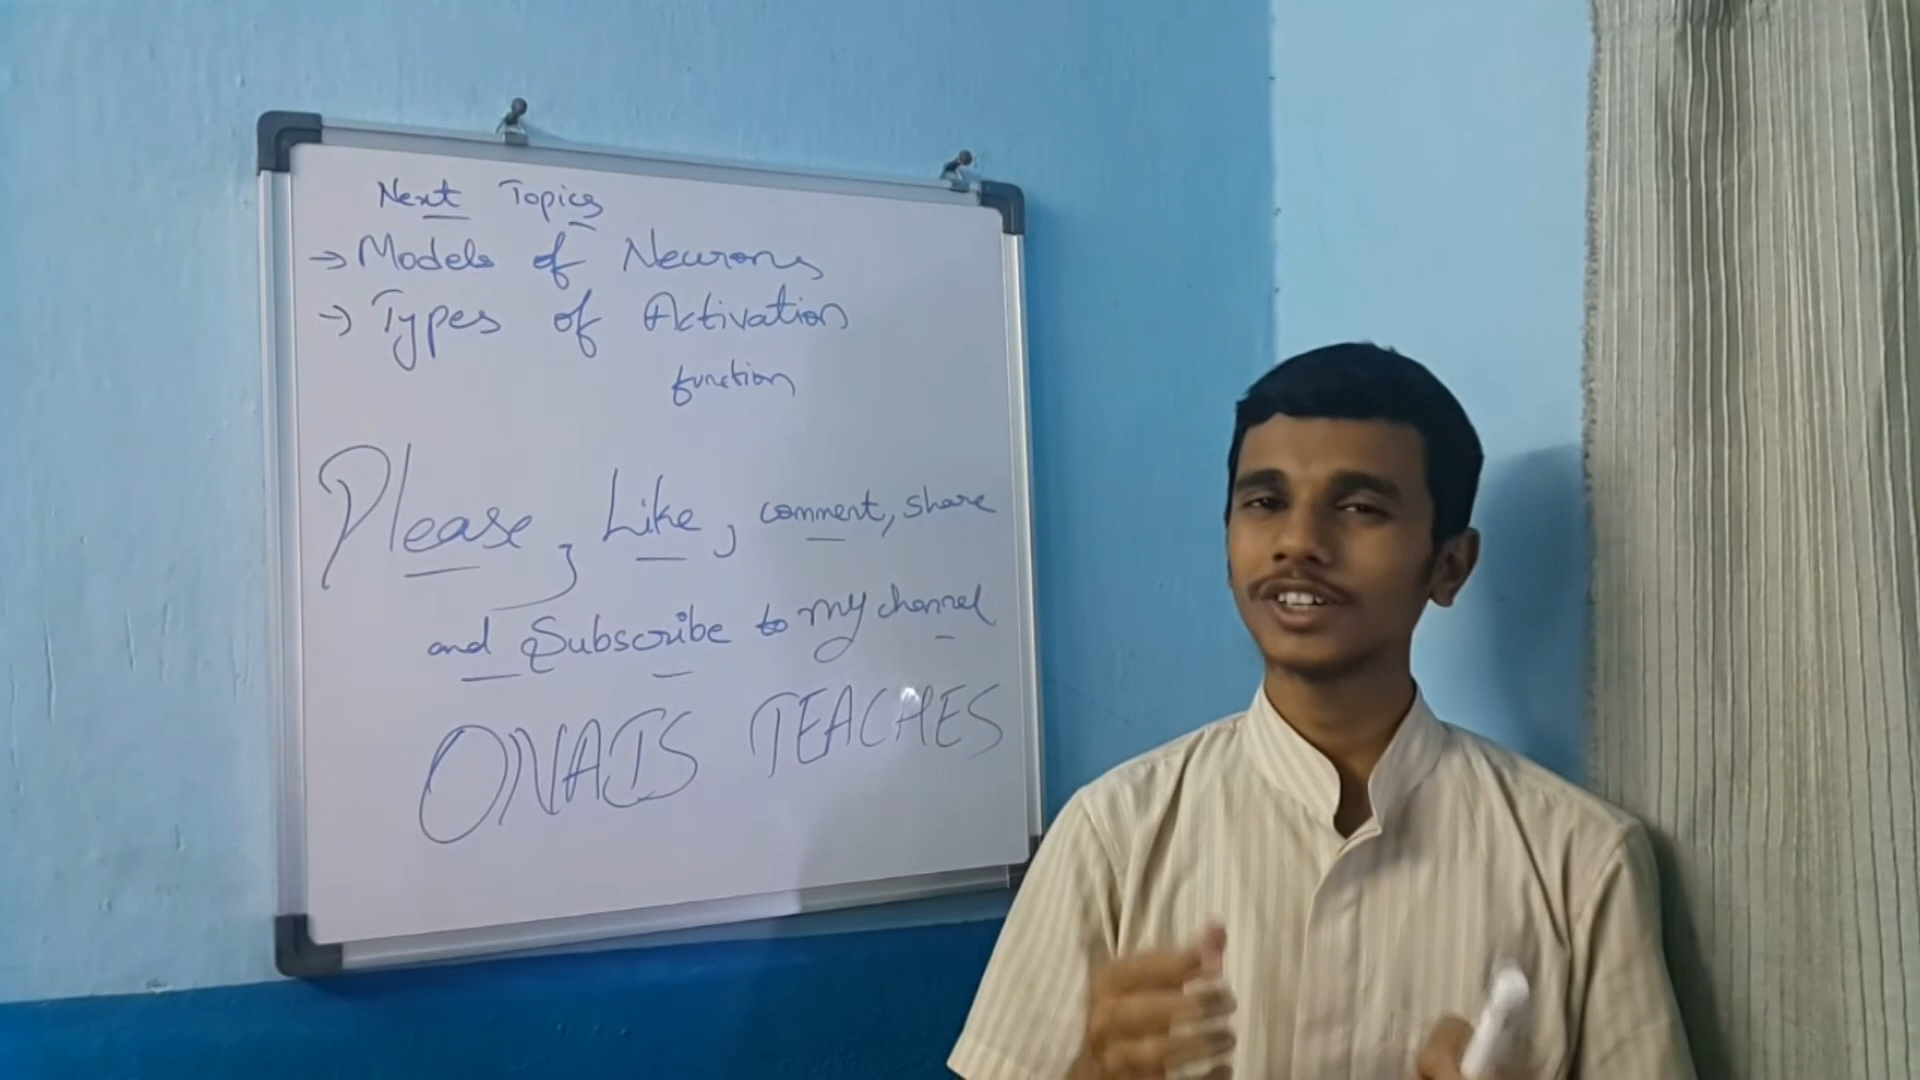 Next Topics
→ Models of Neurons
→ Types of Activation
function
Please, Like, comment, share
and Subscribe to my channel
ONAIS TEACHES